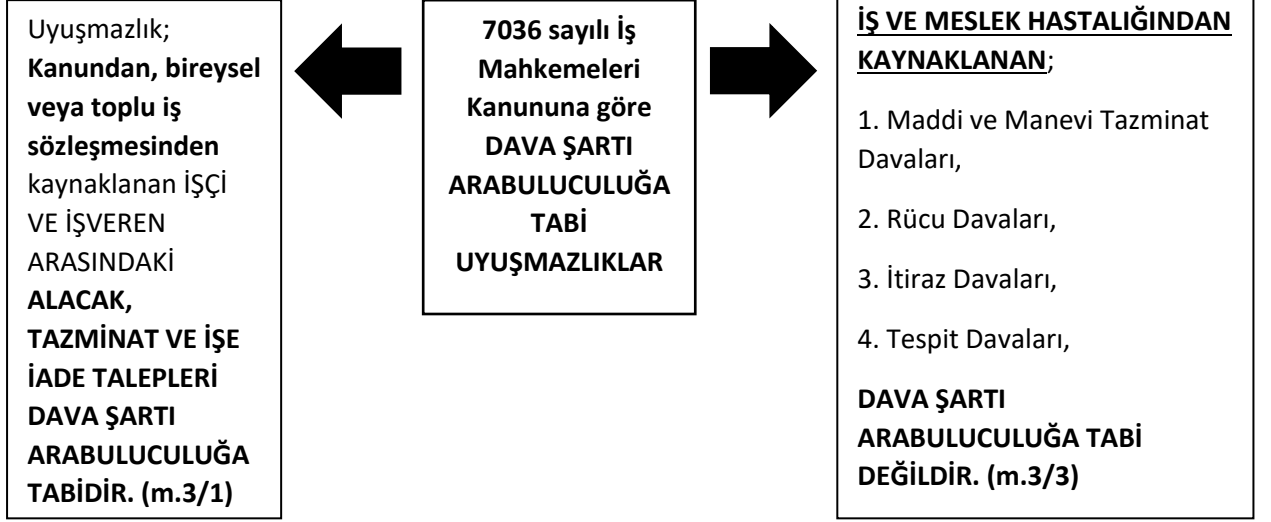 Uyuşmazlık;
Kanundan, bireysel
veya toplu iş
sözleşmesinden
kaynaklanan İŞÇİ
VE İŞVEREN
ARASINDAKİ
ALACAK,
TAZMİNAT VE İŞE
İADE TALEPLERİ
DAVA ŞARTI
ARABULUCULUĞA
TABİDİR. (m.3/1)
7036 sayılı İş
Mahkemeleri
Kanununa göre
DAVA ŞARTI
ARABULUCULUĞA
TABİ
UYUŞMAZLIKLAR
İŞ VE MESLEK HASTALIĞINDAN
KAYNAKLANAN;
1. Maddi ve Manevi Tazminat
Davaları,
2. Rücu Davaları,
3. İtiraz Davaları,
4. Tespit Davaları,
DAVA ŞARTI
ARABULUCULUĞA TABİ
DEĞİLDİR. (m.3/3)